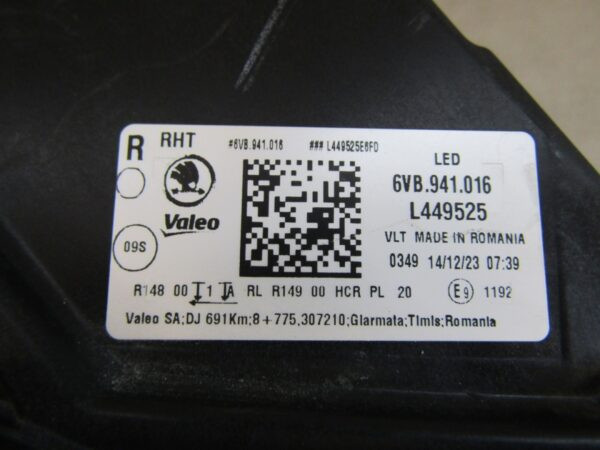 R RHT #6VB.941.016 ### L449525E6FD
LED
6VB.941.016
L449525
Valeo
VLT MADE IN ROMANIA
09S
0349 14/12/23 07:39
R148 00 1 A RL R149 00 HCR PL 20 E9 1192
Valeo SA;DJ 691Km;8+775,307210;Giarmata;Timis;Romania